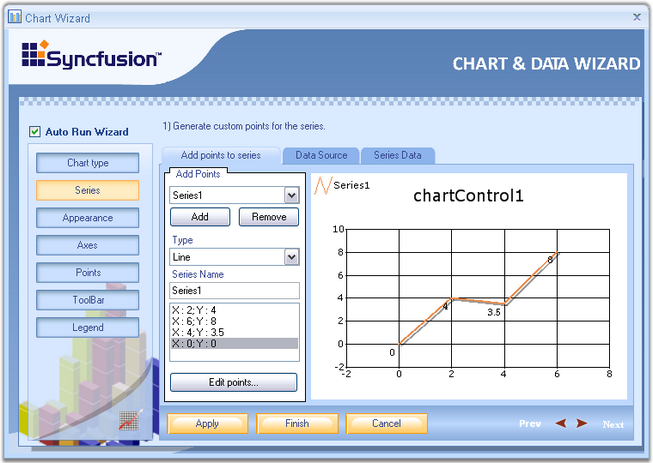 Chart Wizard
x
Syncfusion™
CHART & DATA WIZARD
Auto Run Wizard
Chart type
Series
Appearance
Axes
Points
ToolBar
Legend
1) Generate custom points for the series.
Add points to series
Data Source
Series Data
Add Points
Series1
Add
Remove
Type
Line
Series Name
Series1
X : 2; Y : 4
X : 6; Y : 8
X : 4; Y : 3.5
X : 0; Y : 0
Edit points...
Series1
chartControl1
10
8
6
4
2
0
-2
-2
0
2
4
6
8
0
4
3.5
8
Apply
Finish
Cancel
Prev
Next